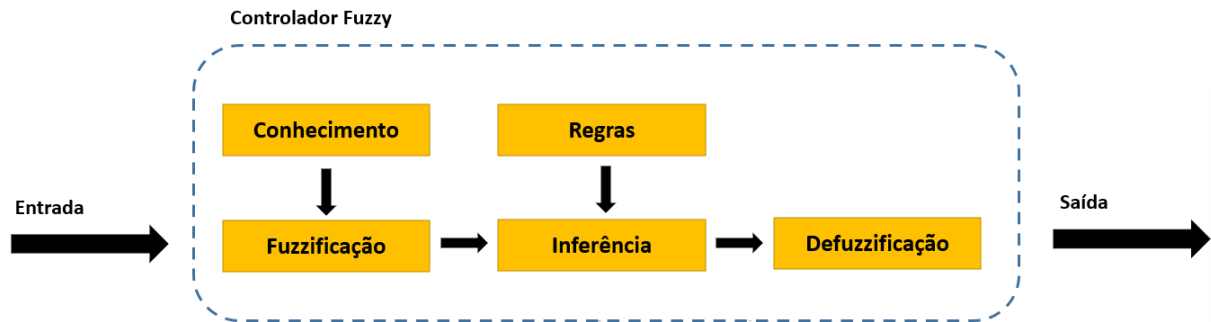 Controlador Fuzzy
Conhecimento
Regras
Entrada
Saída
Fuzzificação
Inferência
Defuzzificação